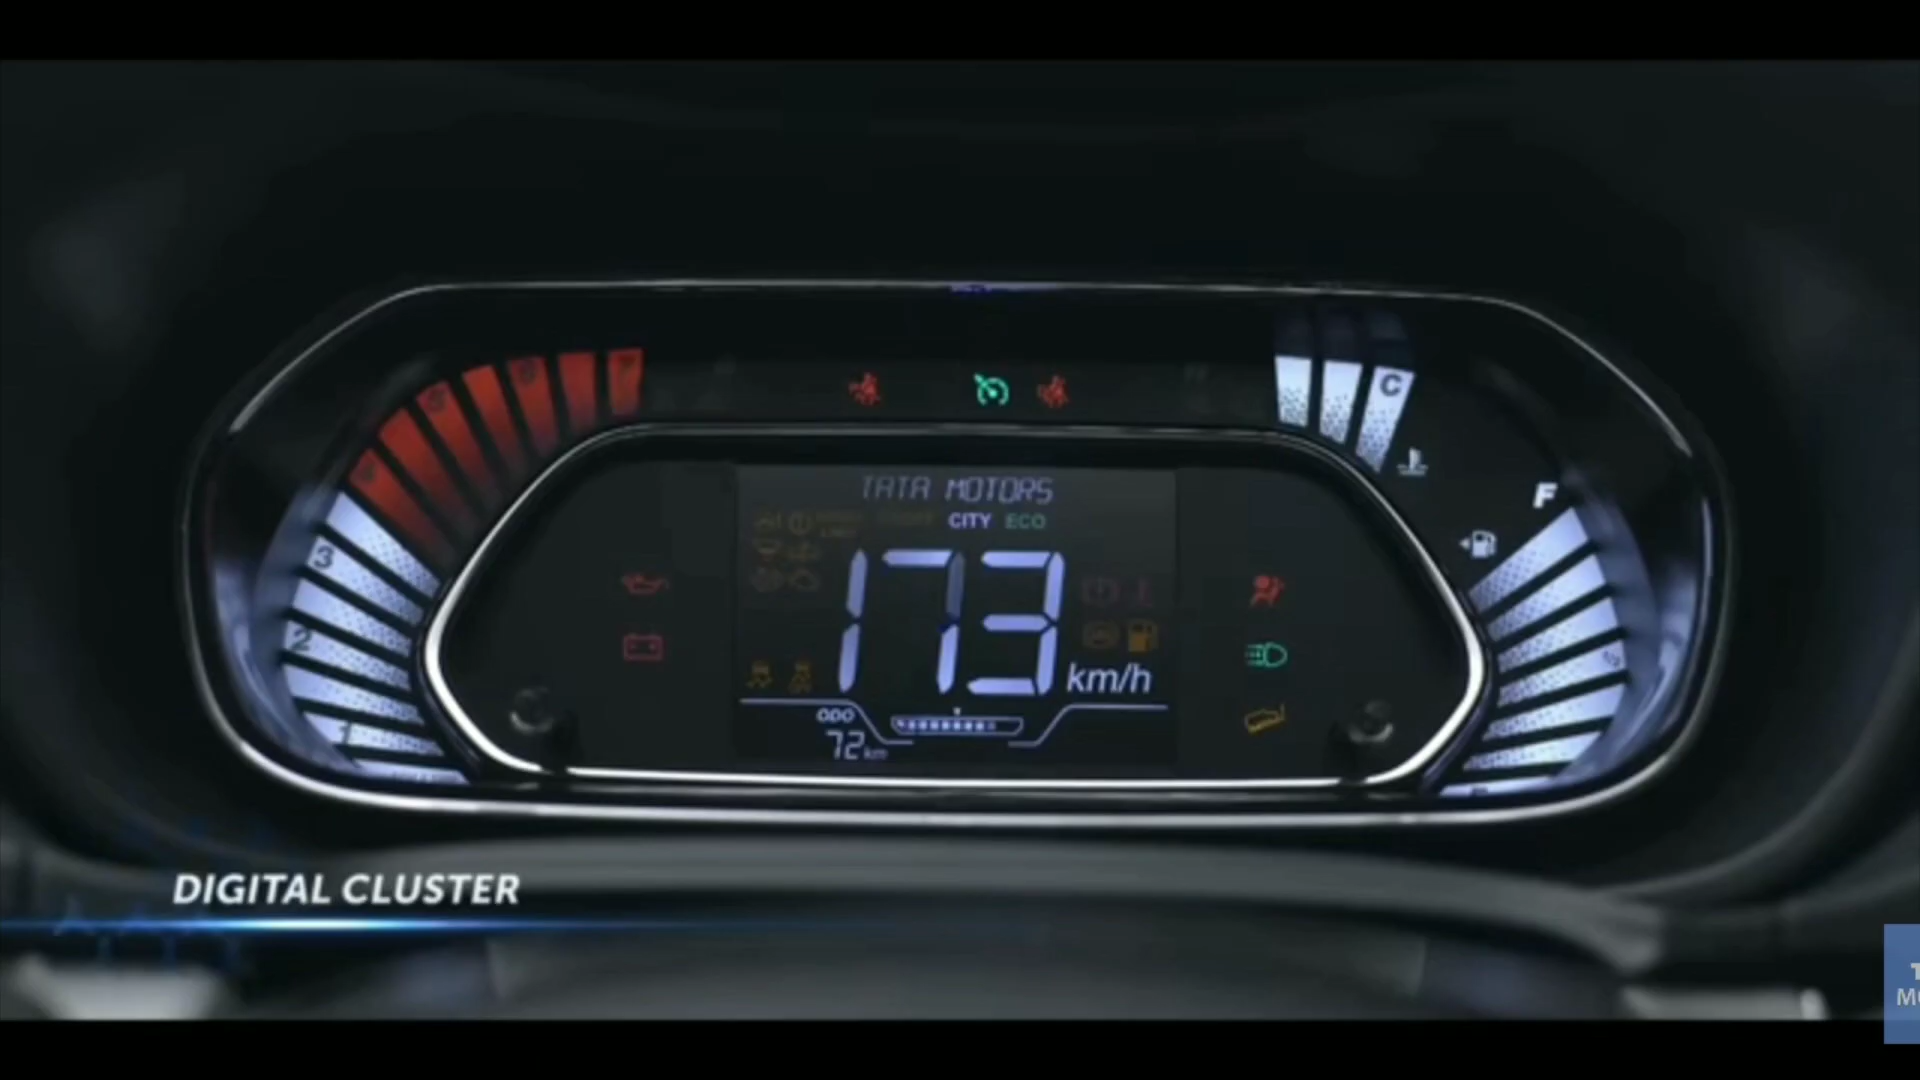 C
TATA MOTORS
F
CITY ECO
3
173
2
km/h
1
ODO
72 km
DIGITAL CLUSTER